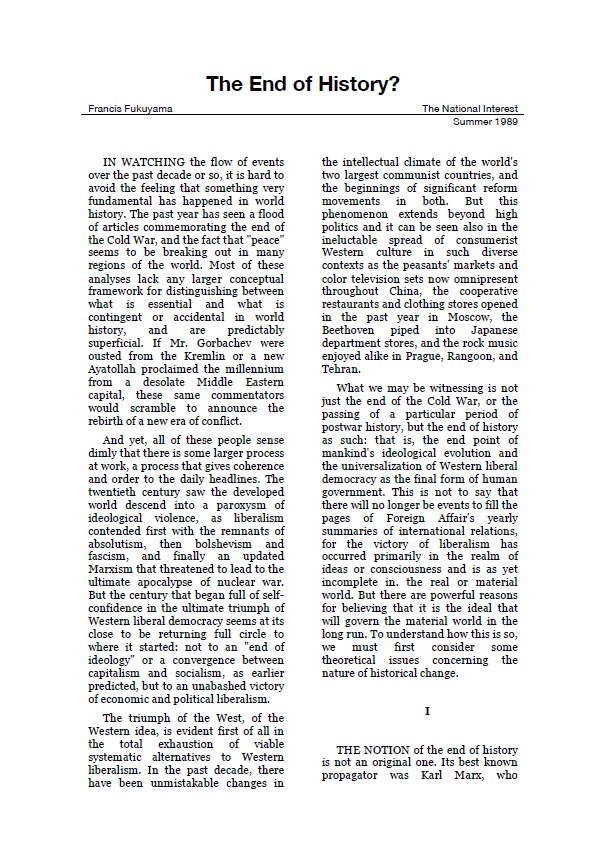 The End of History?
Francis Fukuyama
The National Interest
Summer 1989
IN WATCHING the flow of events
over the past decade or so, it is hard to
avoid the feeling that something very
fundamental has happened in world
history. The past year has seen a flood
of articles commemorating the end of
the Cold War, and the fact that "peace"
seems to be breaking out in many
regions of the world. Most of these
analyses lack any larger conceptual
framework for distinguishing between
what is essential and what is
contingent or accidental in world
history, and are predictably
superficial. If Mr. Gorbachev were
ousted from the Kremlin or a new
Ayatollah proclaimed the millennium
from a desolate Middle Eastern
capital, these same commentators
would scramble to announce the
rebirth of a new era of conflict.
And yet, all of these people sense
dimly that there is some larger process
at work, a process that gives coherence
and order to the daily headlines. The
twentieth century saw the developed
world descend into a paroxysm of
ideological violence, as liberalism
contended first with the remnants of
absolutism, then bolshevism and
fascism, and finally an updated
Marxism that threatened to lead to the
ultimate apocalypse of nuclear war.
But the century that began full of self-
confidence in the ultimate triumph of
Western liberal democracy seems at its
close to be returning full circle to
where it started: not to an "end of
ideology" or a convergence between
capitalism and socialism, as earlier
predicted, but to an unabashed victory
of economic and political liberalism.
The triumph of the West, of the
Western idea, is evident first of all in
the total exhaustion of viable
systematic alternatives to Western
liberalism. In the past decade, there
have been unmistakable changes in
the intellectual climate of the world's
two largest communist countries, and
the beginnings of significant reform
movements in both. But this
phenomenon extends beyond high
politics and it can be seen also in the
ineluctable spread of consumerist
Western culture in such diverse
contexts as the peasants' markets and
color television sets now omnipresent
throughout China, the cooperative
restaurants and clothing stores opened
in the past year in Moscow, the
Beethoven piped into Japanese
department stores, and the rock music
enjoyed alike in Prague, Rangoon, and
Tehran.
What we may be witnessing is not
just the end of the Cold War, or the
passing of a particular period of
postwar history, but the end of history
as such: that is, the end point of
mankind's ideological evolution and
the universalization of Western liberal
democracy as the final form of human
government. This is not to say that
there will no longer be events to fill the
pages of Foreign Affair's yearly
summaries of international relations,
for the victory of liberalism has
occurred primarily in the realm of
ideas or consciousness and is as yet
incomplete in. the real or material
world. But there are powerful reasons
for believing that it is the ideal that
will govern the material world in the
long run. To understand how this is so,
we must first consider some
theoretical issues concerning the
nature of historical change.
I
THE NOTION of the end of history
is not an original one. Its best known
propagator was Karl Marx, who